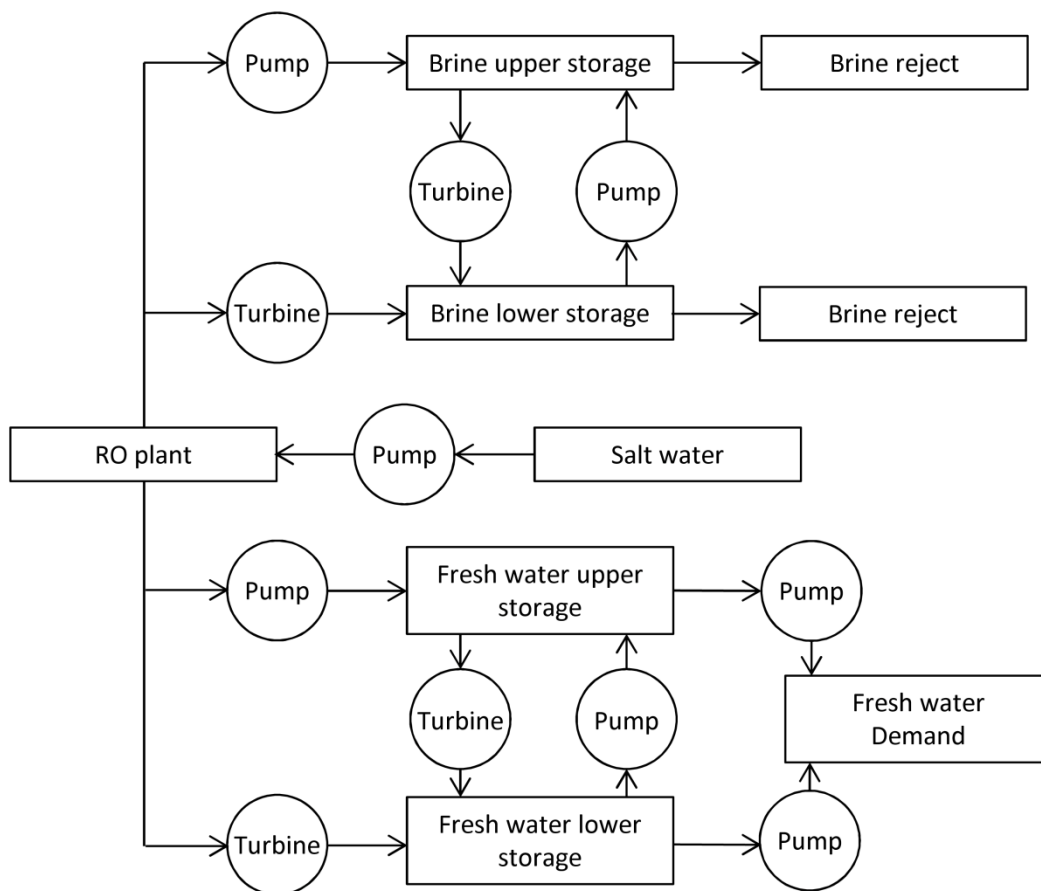 Pump
Brine upper storage
Brine reject
Turbine
Pump
Turbine
Brine lower storage
Brine reject
RO plant
Pump
Salt water
Pump
Fresh water upper
storage
Pump
Turbine
Pump
Fresh water
Demand
Turbine
Fresh water lower
storage
Pump